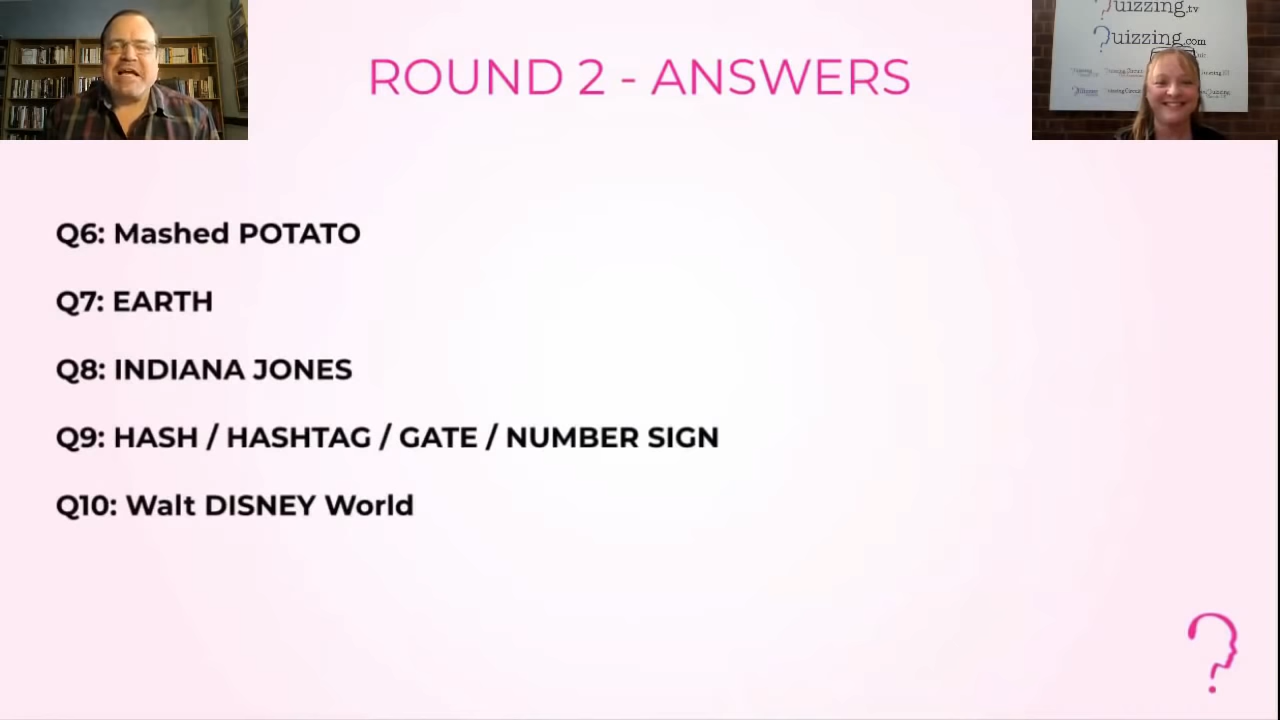 uizzing.tv
uizzing.com
ROUND 2 - ANSWERS
Q6: Mashed POTATO
Q7: EARTH
Q8: INDIANA JONES
Q9: HASH / HASHTAG / GATE / NUMBER SIGN
Q10: Walt DISNEY World